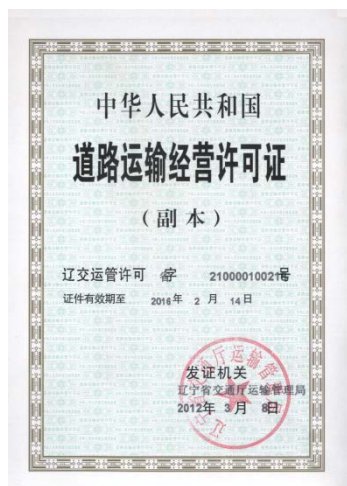 中华人民共和国
道路运输经营许可证
（副本）
辽交运管许可 字 210000100216号
证件有效期至 2016年 2 月 14日
发证机关
辽宁省交通厅运输管理局
2012年 3月 8日